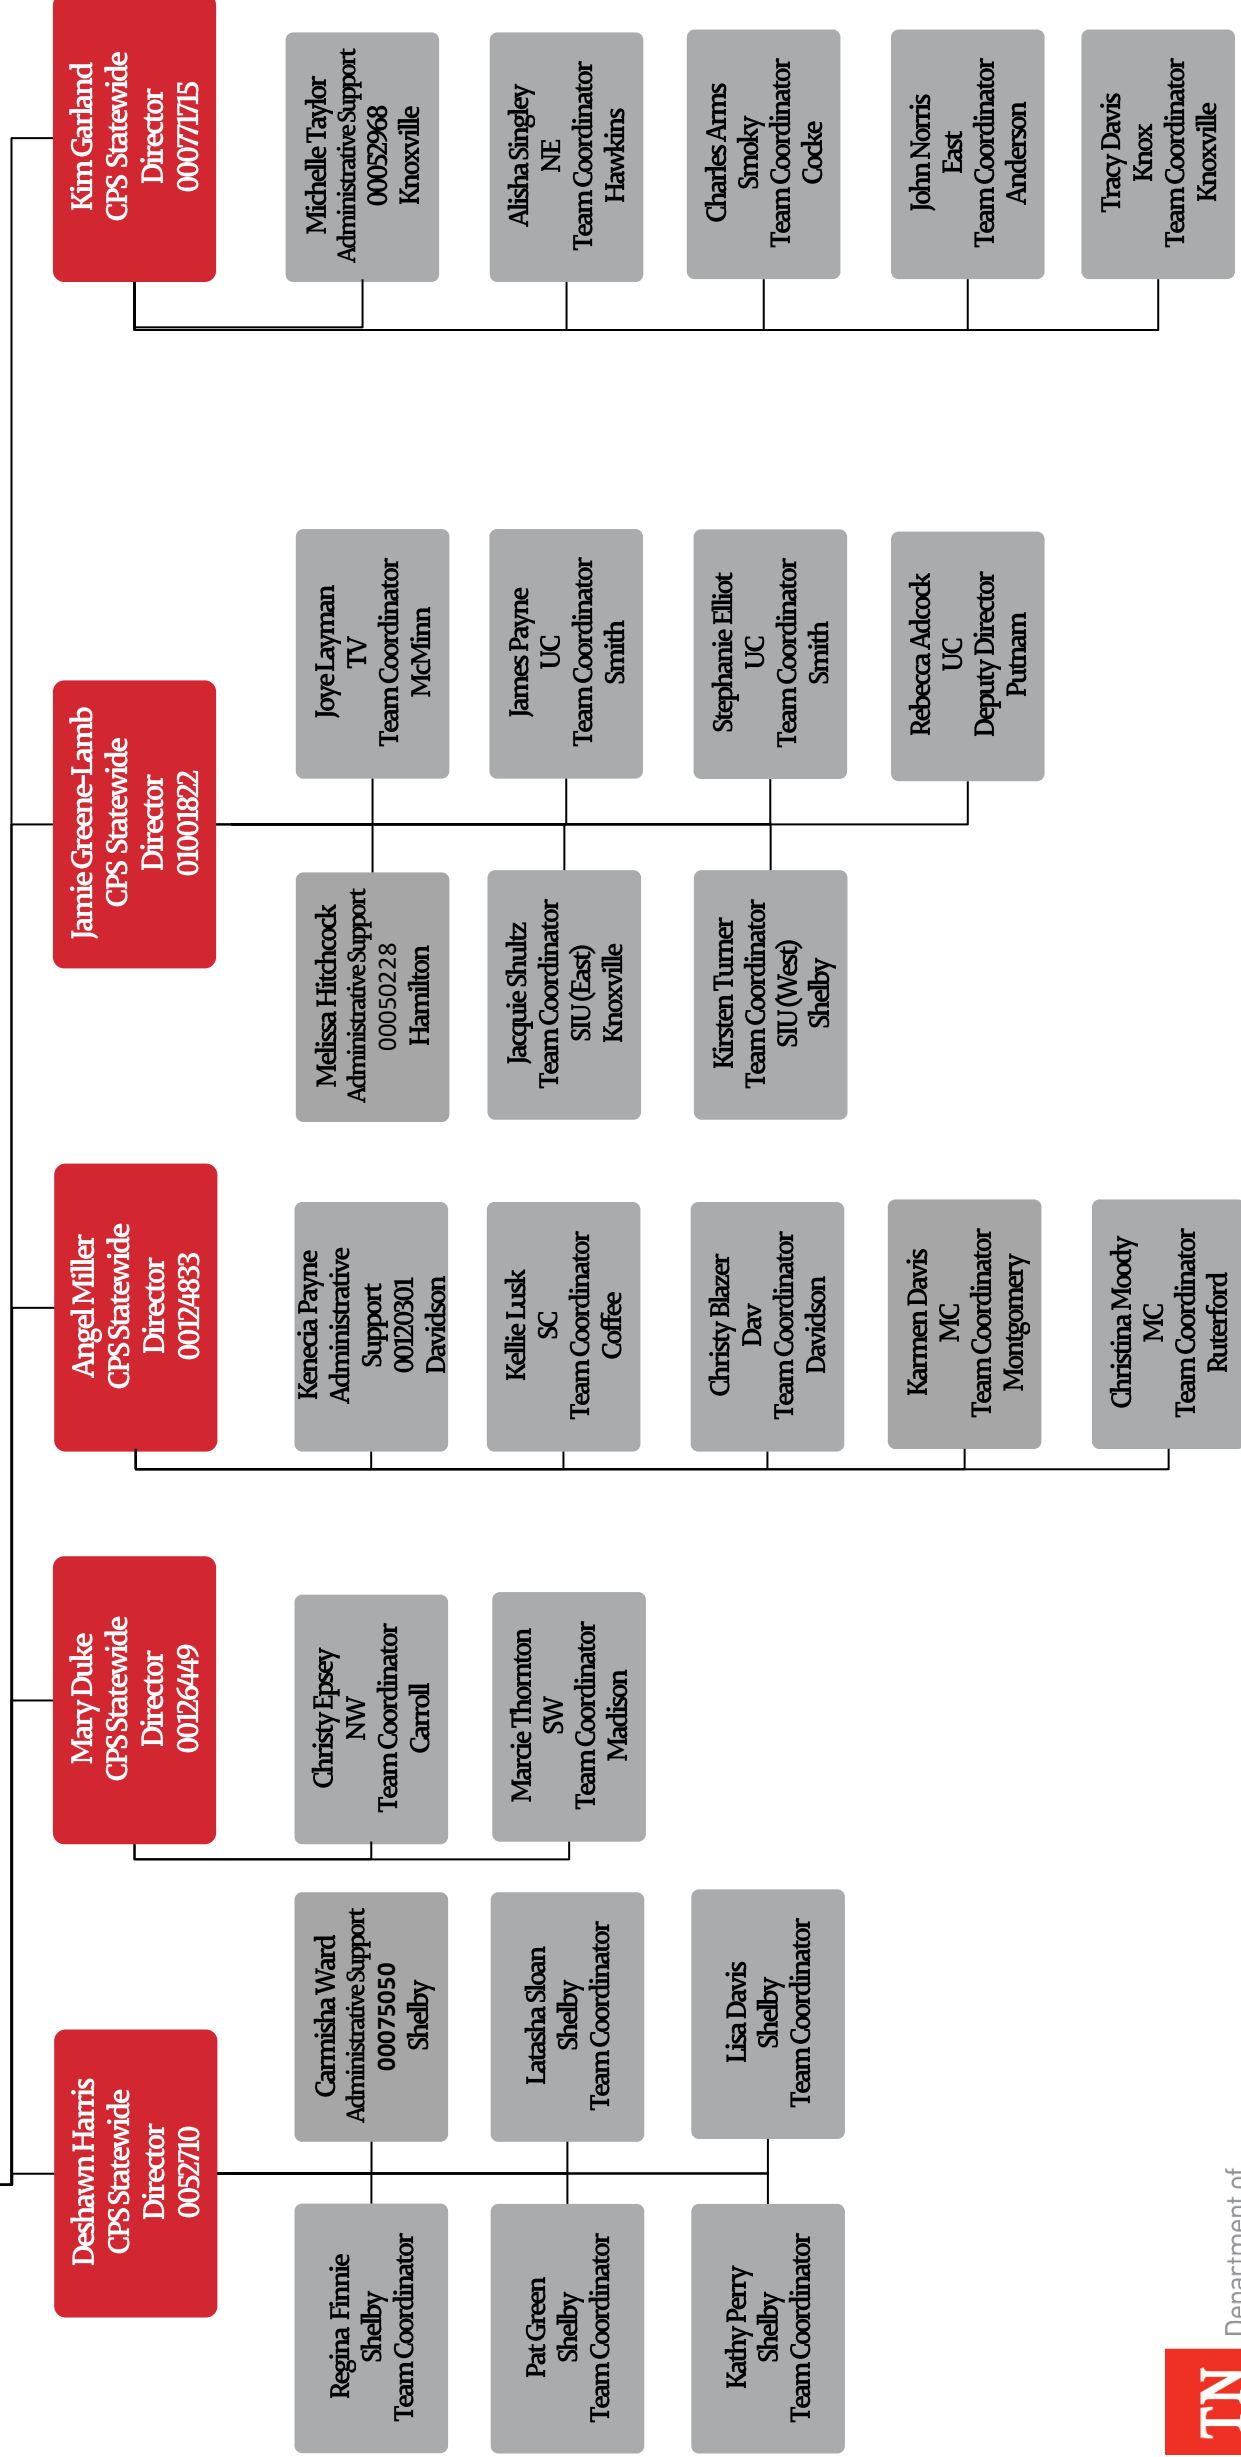 Deshawn Harris
CPS Statewide
Director
0052710
Mary Duke
CPS Statewide
Director
00126449
Angel Miller
CPS Statewide
Director
00124833
Jamie Greene-Lamb
CPS Statewide
Director
01001822
Kim Garland
CPS Statewide
Director
000771715
Regina Finnie
Shelby
Team Coordinator
Carmisha Ward
Administrative Support
00075050
Shelby
Christy Epsey
NW
Team Coordinator
Carroll
Kenecia Payne
Administrative
Support
00120301
Davidson
Melissa Hitchcock
Administrative Support
00050228
Hamilton
Joye Layman
TV
Team Coordinator
McMinn
Michelle Taylor
Administrative Support
00052968
Knoxville
Pat Green
Shelby
Team Coordinator
Latasha Sloan
Shelby
Team Coordinator
Marcie Thornton
SW
Team Coordinator
Madison
Kellie Lusk
SC
Team Coordinator
Coffee
Jacquie Shultz
Team Coordinator
SIU (East)
Knoxville
James Payne
UC
Team Coordinator
Smith
Alisha Singley
NE
Team Coordinator
Hawkins
Kathy Perry
Shelby
Team Coordinator
Lisa Davis
Shelby
Team Coordinator
Christy Blazer
Dav
Team Coordinator
Davidson
Kirsten Turner
Team Coordinator
SIU (West)
Shelby
Stephanie Elliot
UC
Team Coordinator
Smith
Charles Arms
Smoky
Team Coordinator
Cocke
Karmen Davis
MC
Team Coordinator
Montgomery
Rebecca Adcock
UC
Deputy Director
Putnam
John Norris
East
Team Coordinator
Anderson
Christina Moody
MC
Team Coordinator
Ruterford
Tracy Davis
Knox
Team Coordinator
Knoxville
TN
Department of